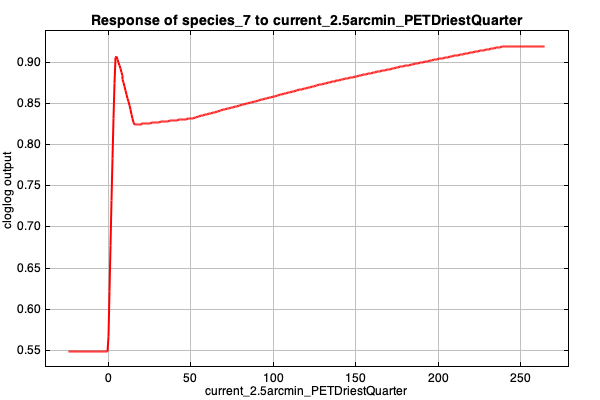 Response of species_7 to current_2.5arcmin_PETDriestQuarter
0.90
0.85
0.80
0.75
0.70
0.65
0.60
0.55
cloglog output
0 50 100 150 200 250
current_2.5arcmin_PETDriestQuarter